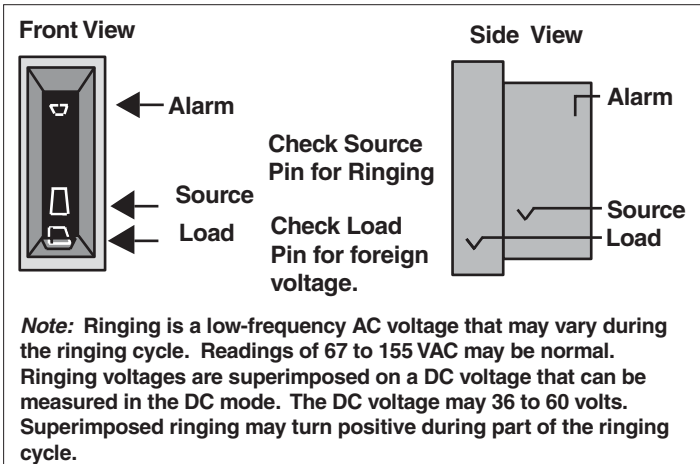 Front View
Alarm
Source
Load
Check Source
Pin for Ringing
Check Load
Pin for foreign
voltage.
Side View
Alarm
Source
Load
Note: Ringing is a low-frequency AC voltage that may vary during
the ringing cycle. Readings of 67 to 155 VAC may be normal.
Ringing voltages are superimposed on a DC voltage that can be
measured in the DC mode. The DC voltage may 36 to 60 volts.
Superimposed ringing may turn positive during part of the ringing
cycle.